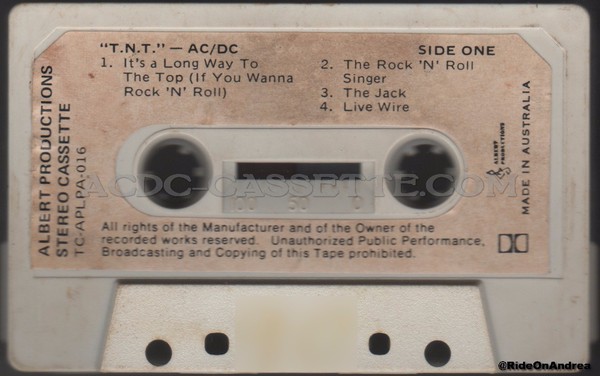 "T.N.T." — AC/DC
SIDE ONE
1. It's a Long Way To
The Top (If You Wanna
Rock 'N' Roll)
2. The Rock 'N' Roll
Singer
3. The Jack
4. Live Wire
ALBERT PRODUCTIONS
STEREO CASSETTE
TC-APLPA-016
ALBERT
PRODUCTIONS
MADE IN AUSTRALIA
ACDC-CASSETTE.COM
100 50 0
All rights of the Manufacturer and of the Owner of the
recorded works reserved. Unauthorized Public Performance,
Broadcasting and Copying of this Tape prohibited.
@RideOnAndrea